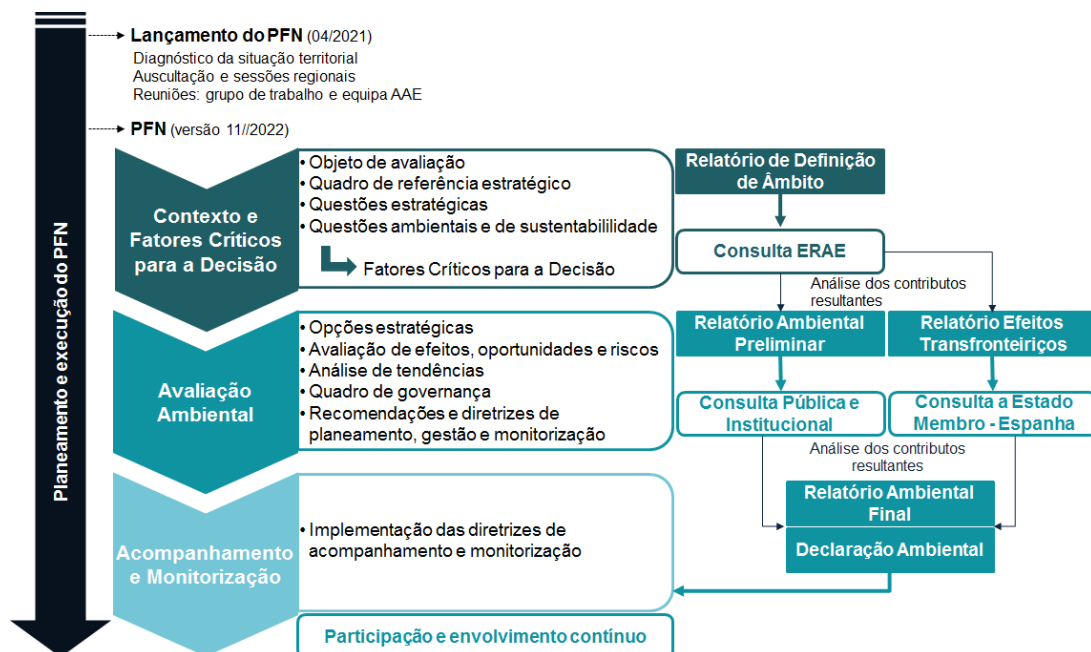 Lançamento do PFN (04/2021)
Diagnóstico da situação territorial
Auscultação e sessões regionais
Reuniões: grupo de trabalho e equipa AAE
PFN (versão 11//2022)
Planeamento e execução do PFN
Contexto e
Fatores Críticos
para a Decisão
• Objeto de avaliação
• Quadro de referência estratégico
• Questões estratégicas
• Questões ambientais e de sustentabililidade
Fatores Críticos para a Decisão
Relatório de Definição
de Âmbito
Consulta ERAE
Análise dos contributos
resultantes
Avaliação
Ambiental
• Opções estratégicas
• Avaliação de efeitos, oportunidades e riscos
• Análise de tendências
• Quadro de governança
• Recomendações e diretrizes de
planeamento, gestão e monitorização
Relatório Ambiental
Preliminar
Relatório Efeitos
Transfronteiriços
Consulta Pública e
Institucional
Consulta a Estado
Membro - Espanha
Análise dos contributos
resultantes
Acompanhamento
e Monitorização
• Implementação das diretrizes de
acompanhamento e monitorização
Relatório Ambiental
Final
Declaração Ambiental
Participação e envolvimento contínuo